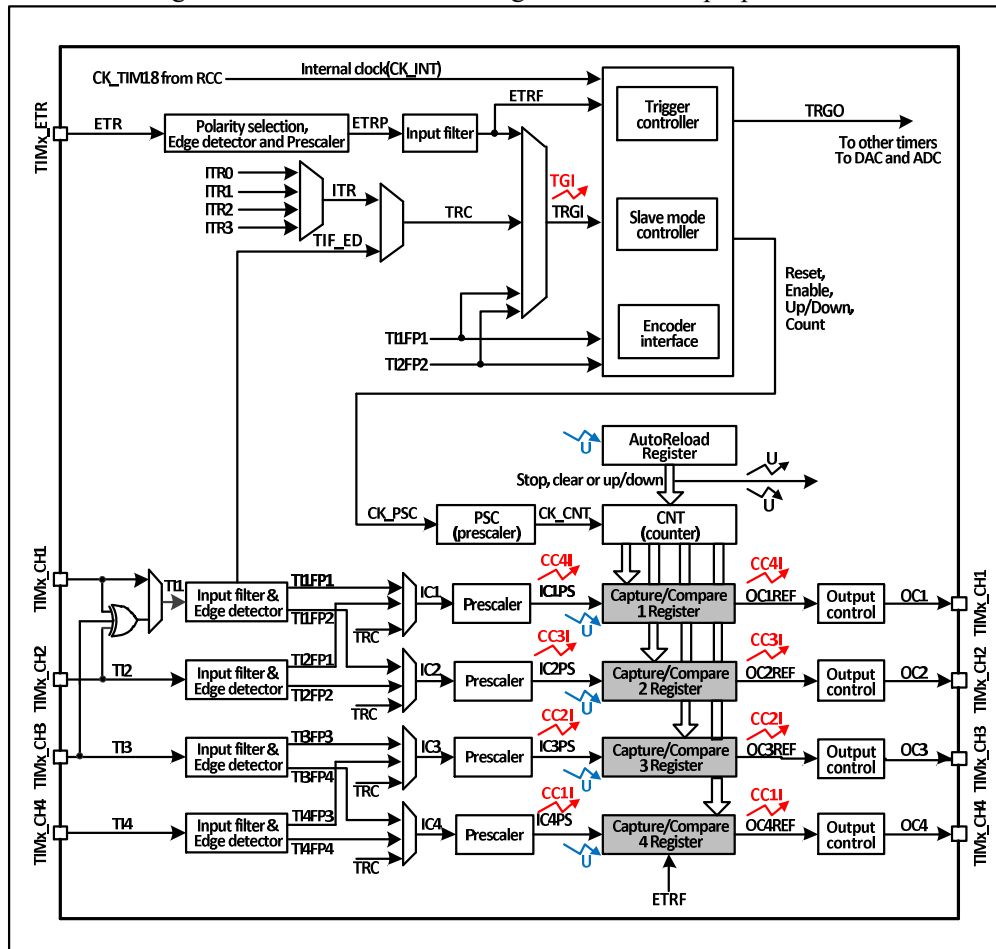 CK_TIM18 from RCC
Internal clock(CK_INT)
ETRF
TIMx_ETR
ETR
Polarity selection,
Edge detector and Prescaler
ETRP
Input filter
Trigger
controller
TRGO
To other timers
To DAC and ADC
ITR0
ITR1
ITR2
ITR3
ITR
TIF_ED
TRC
TGI
TRGI
Slave mode
controller
Reset,
Enable,
Up/Down,
Count
TI1FP1
TI2FP2
Encoder
interface
U
AutoReload
Register
Stop, clear or up/down
U
U
CK_PSC
PSC
(prescaler)
CK_CNT
CNT
(counter)
TIMx_CH1
TI1
Input filter &
Edge detector
TI1FP1
TI1FP2
TRC
IC1
Prescaler
CC4I
IC1PS
U
Capture/Compare
1 Register
CC4I
OC1REF
Output
control
OC1
TIMx_CH1
TIMx_CH2
TI2
Input filter &
Edge detector
TI2FP1
TI2FP2
TRC
IC2
Prescaler
CC3I
IC2PS
U
Capture/Compare
2 Register
CC3I
OC2REF
Output
control
OC2
TIMx_CH2
TIMx_CH3
TI3
Input filter &
Edge detector
TI3FP3
TI3FP4
TRC
IC3
Prescaler
CC2I
IC3PS
U
Capture/Compare
3 Register
CC2I
OC3REF
Output
control
OC3
TIMx_CH3
TIMx_CH4
TI4
Input filter &
Edge detector
TI4FP3
TI4FP4
TRC
IC4
Prescaler
CC1I
IC4PS
U
Capture/Compare
4 Register
CC1I
OC4REF
Output
control
OC4
TIMx_CH4
ETRF